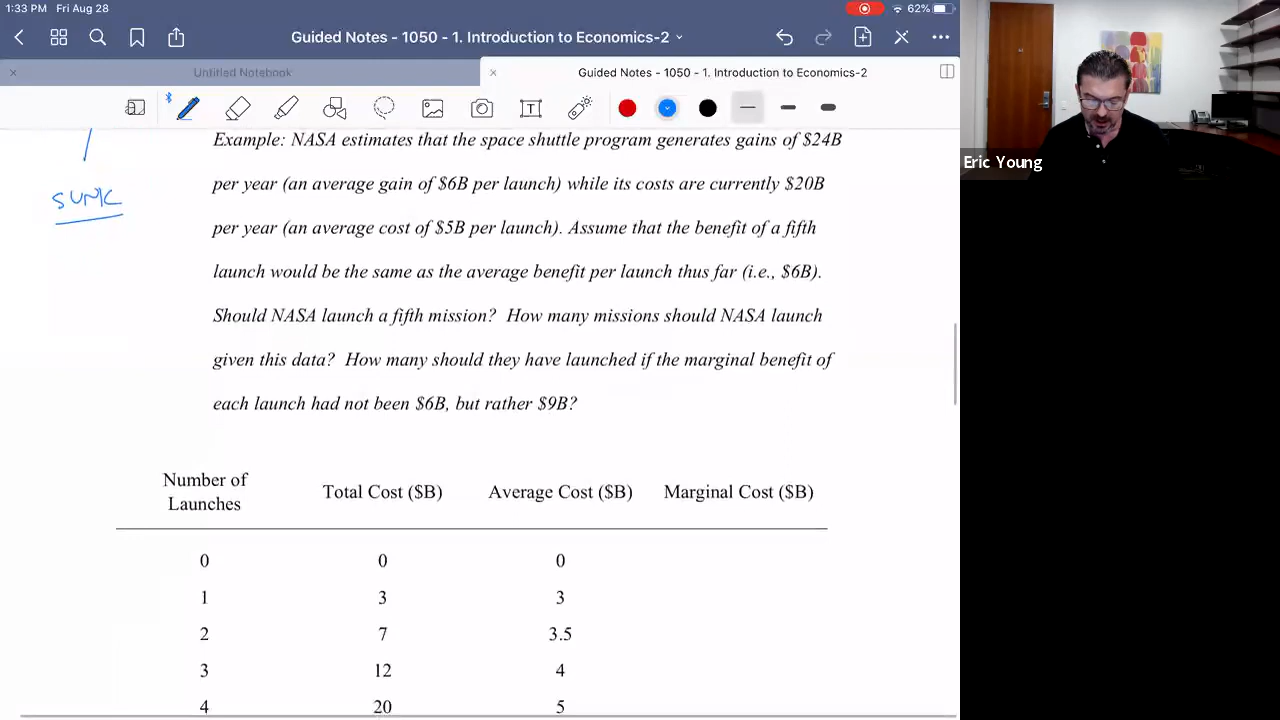 1:33 PM Fri Aug 28
62%
Guided Notes - 1050 - 1. Introduction to Economics-2
Untitled Notebook
Guided Notes - 1050 - 1. Introduction to Economics-2
T
SUNK
Example: NASA estimates that the space shuttle program generates gains of $24B
per year (an average gain of $6B per launch) while its costs are currently $20B
per year (an average cost of $5B per launch). Assume that the benefit of a fifth
launch would be the same as the average benefit per launch thus far (i.e., $6B).
Should NASA launch a fifth mission? How many missions should NASA launch
given this data? How many should they have launched if the marginal benefit of
each launch had not been $6B, but rather $9B?
Number of Launches Total Cost ($B) Average Cost ($B) Marginal Cost ($B)
0 0 0
1 3 3
2 7 3.5
3 12 4
4 20 5
Eric Young